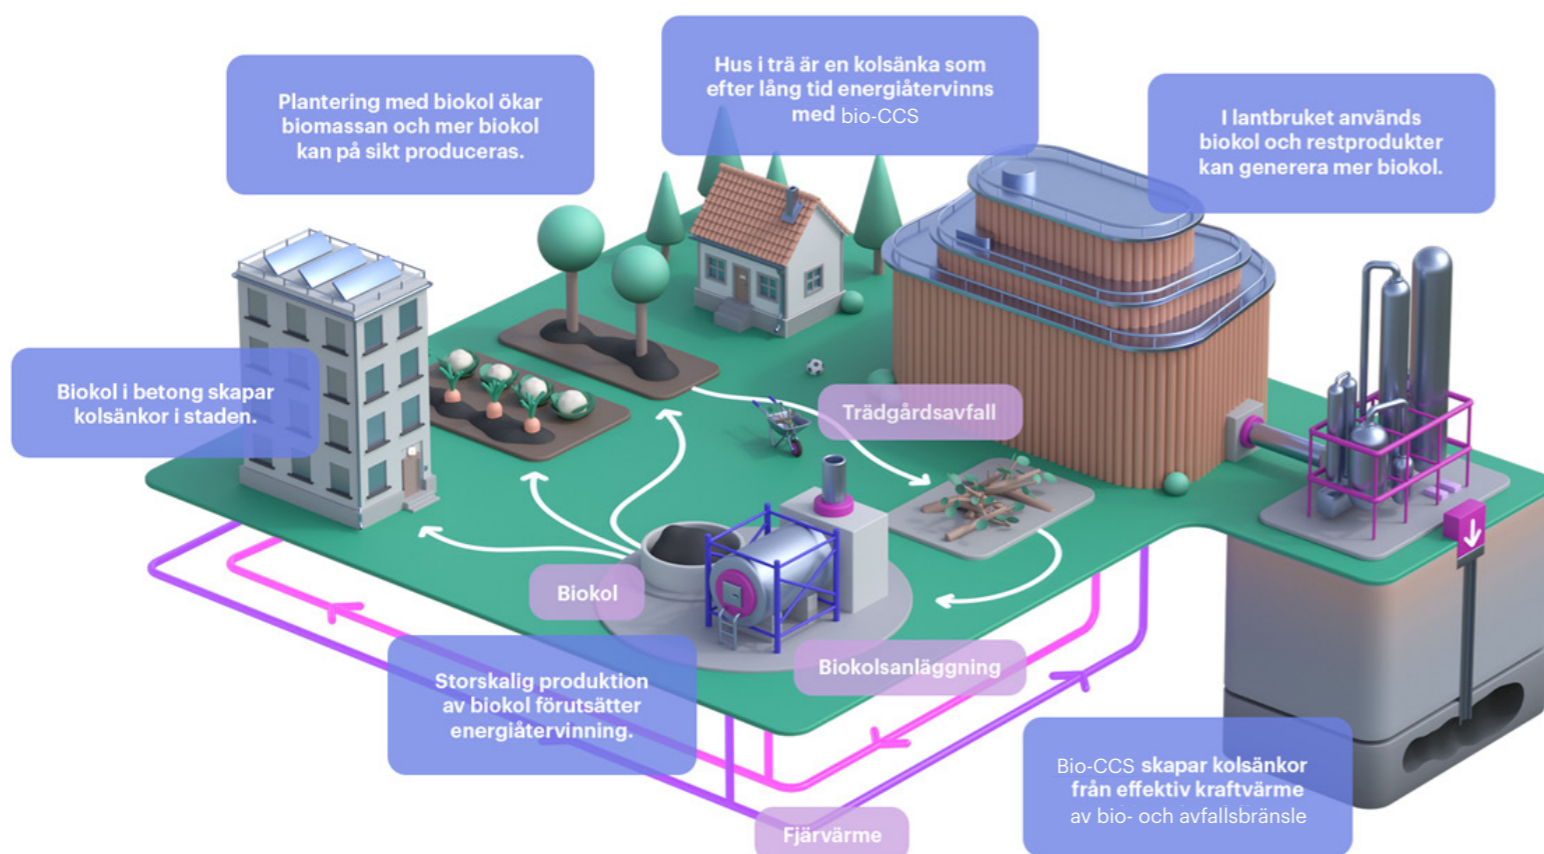 Hus i trä är en kolsänka som
efter lång tid energiåtervinns
med bio-CCS
Plantering med biokol ökar
biomassan och mer biokol
kan på sikt produceras.
I lantbruket används
biokol och restprodukter
kan generera mer biokol.
Biokol i betong skapar
kolsänkor i staden.
Trädgårdsavfall
Biokol
Biokolsanläggning
Storskalig produktion
av biokol förutsätter
energiåtervinning.
Bio-CCS skapar kolsänkor
från effektiv kraftvärme
av bio- och avfallsbränsle
Fjärvärme